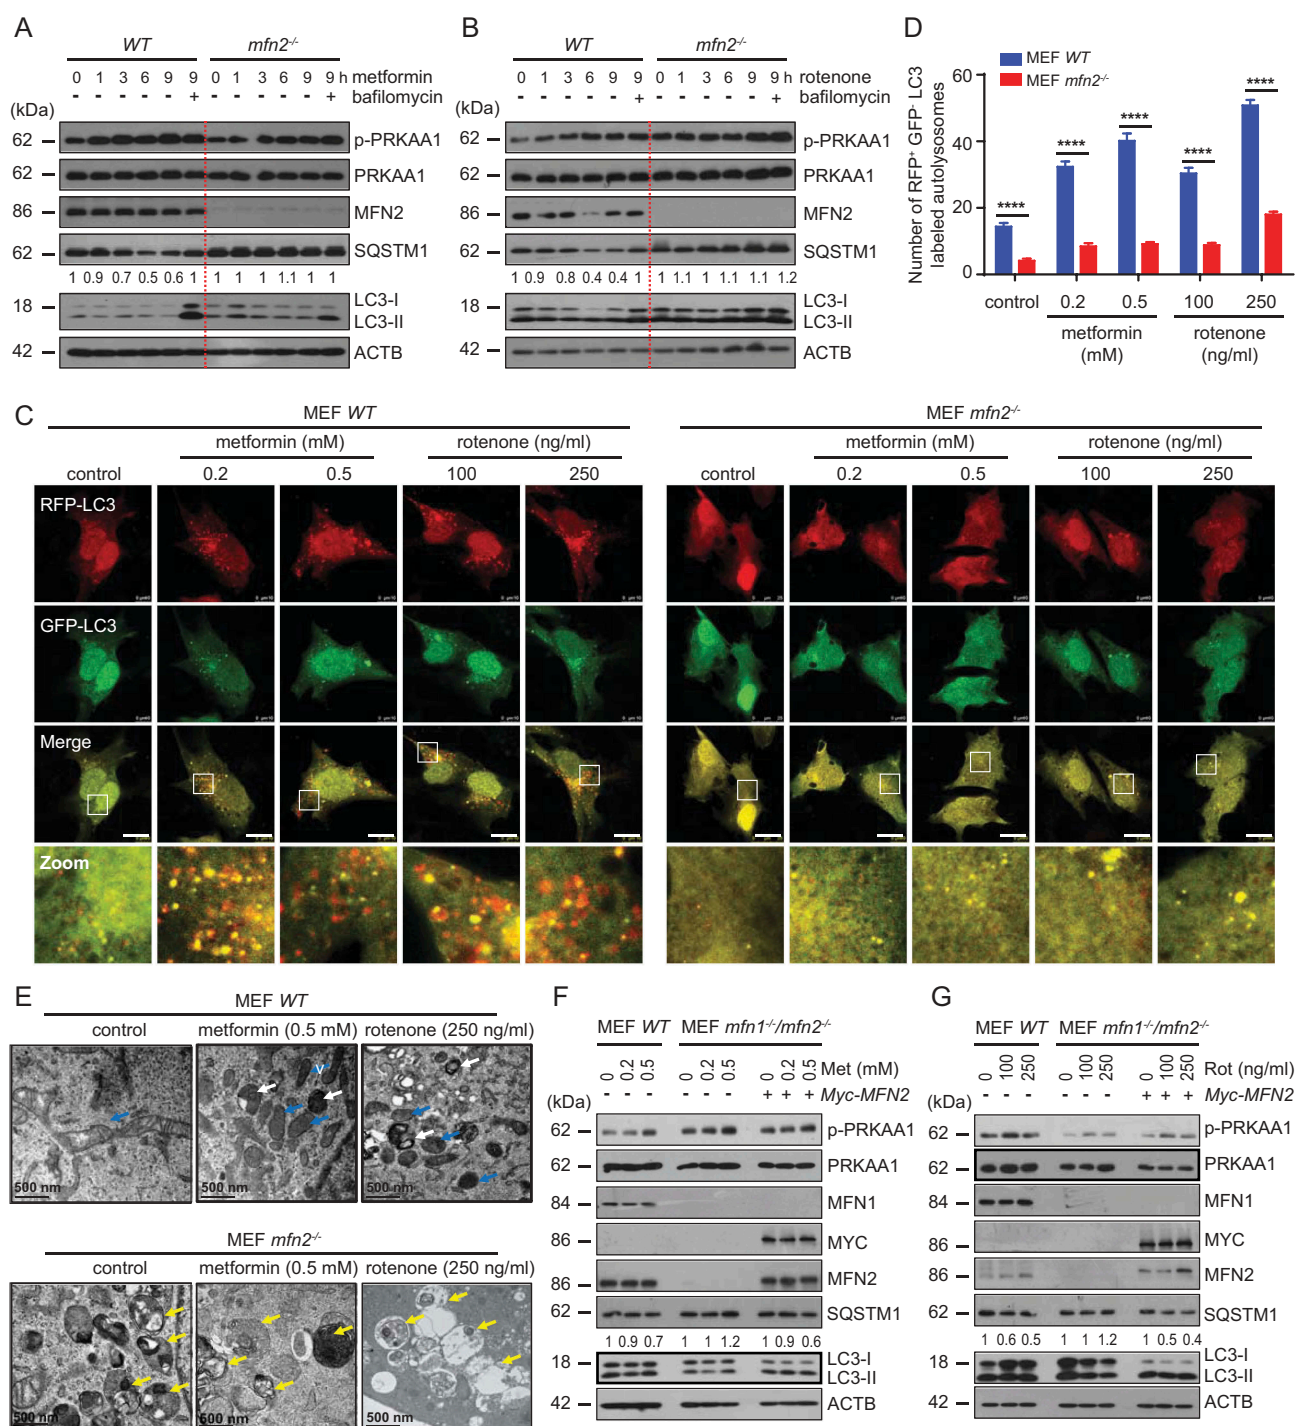 A
WT mfn2-/-
0 1 3 6 9 9 0 1 3 6 9 9 h metformin
- - - - - + - - - - - + bafilomycin
(kDa)
62 p-PRKAA1
62 PRKAA1
86 MFN2
62 SQSTM1
1 0.9 0.7 0.5 0.6 1 1 1 1 1.1 1 1
18 LC3-I
LC3-II
42 ACTB
B
WT mfn2-/-
0 1 3 6 9 9 0 1 3 6 9 9 h rotenone
- - - - - + - - - - - + bafilomycin
(kDa)
62 p-PRKAA1
62 PRKAA1
86 MFN2
62 SQSTM1
1 0.9 0.8 0.4 0.4 1 1 1.1 1 1.1 1.1 1.2
18 LC3-I
LC3-II
42 ACTB
D
MEF WT
MEF mfn2-/-
Number of RFP+ GFP- LC3
labeled autolysosomes
60
40
20
0
**** **** **** **** ****
control 0.2 0.5 100 250
metformin rotenone
(mM) (ng/ml)
C
MEF WT MEF mfn2-/-
metformin (mM) rotenone (ng/ml) metformin (mM) rotenone (ng/ml)
control 0.2 0.5 100 250 control 0.2 0.5 100 250
RFP-LC3
GFP-LC3
Merge
Zoom
E
MEF WT
control metformin (0.5 mM) rotenone (250 ng/ml)
V
500 nm 500 nm 500 nm
MEF mfn2-/-
control metformin (0.5 mM) rotenone (250 ng/ml)
500 nm 500 nm 500 nm
F
MEF WT MEF mfn1-/-/mfn2-/-
0 0.2 0.5 0 0.2 0.5 0 0.2 0.5 Met (mM)
- - - - - - + + + Myc-MFN2
(kDa)
62 p-PRKAA1
62 PRKAA1
84 MFN1
86 MYC
86 MFN2
62 SQSTM1
1 0.9 0.7 1 1 1.2 1 0.9 0.6
18 LC3-I
LC3-II
42 ACTB
G
MEF WT MEF mfn1-/-/mfn2-/-
0 100 250 0 100 250 0 100 250 Rot (ng/ml)
- - - - - - + + + Myc-MFN2
(kDa)
62 p-PRKAA1
62 PRKAA1
84 MFN1
86 MYC
86 MFN2
62 SQSTM1
1 0.6 0.5 1 1 1.2 1 0.5 0.4
18 LC3-I
LC3-II
42 ACTB